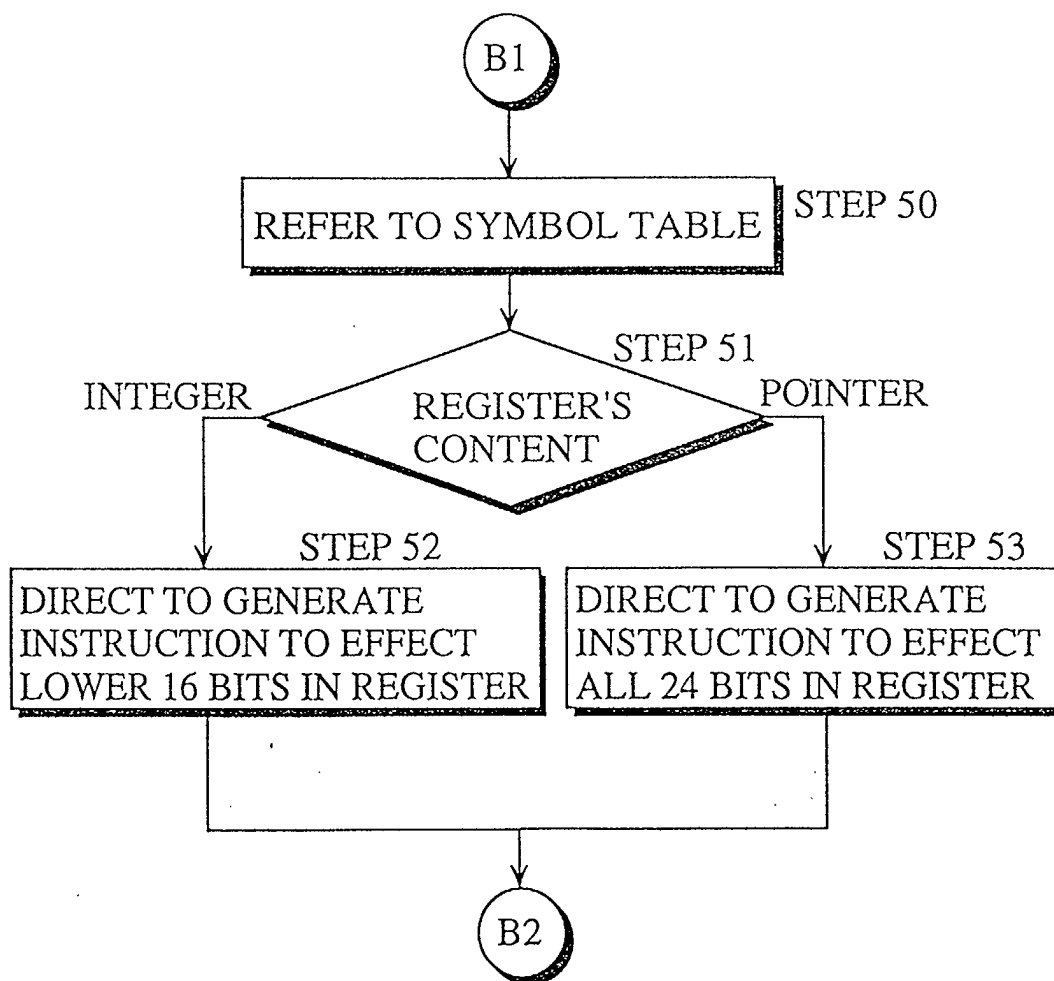 B1
REFER TO SYMBOL TABLE
STEP 50
STEP 51
INTEGER
POINTER
REGISTER'S
CONTENT
STEP 52
DIRECT TO GENERATE
INSTRUCTION TO EFFECT
LOWER 16 BITS IN REGISTER
STEP 53
DIRECT TO GENERATE
INSTRUCTION TO EFFECT
ALL 24 BITS IN REGISTER
B2